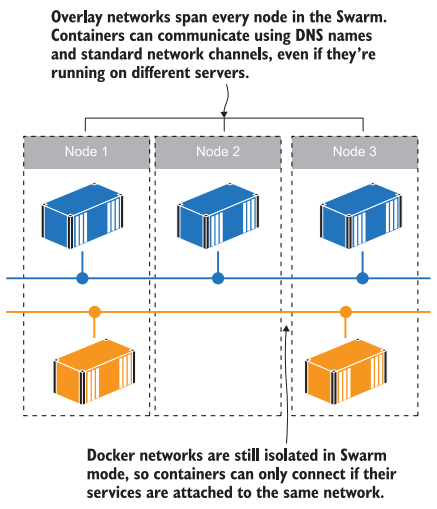 Overlay networks span every node in the Swarm.
Containers can communicate using DNS names
and standard network channels, even if they're
running on different servers.
Node 1
Node 2
Node 3
Docker networks are still isolated in Swarm
mode, so containers can only connect if their
services are attached to the same network.